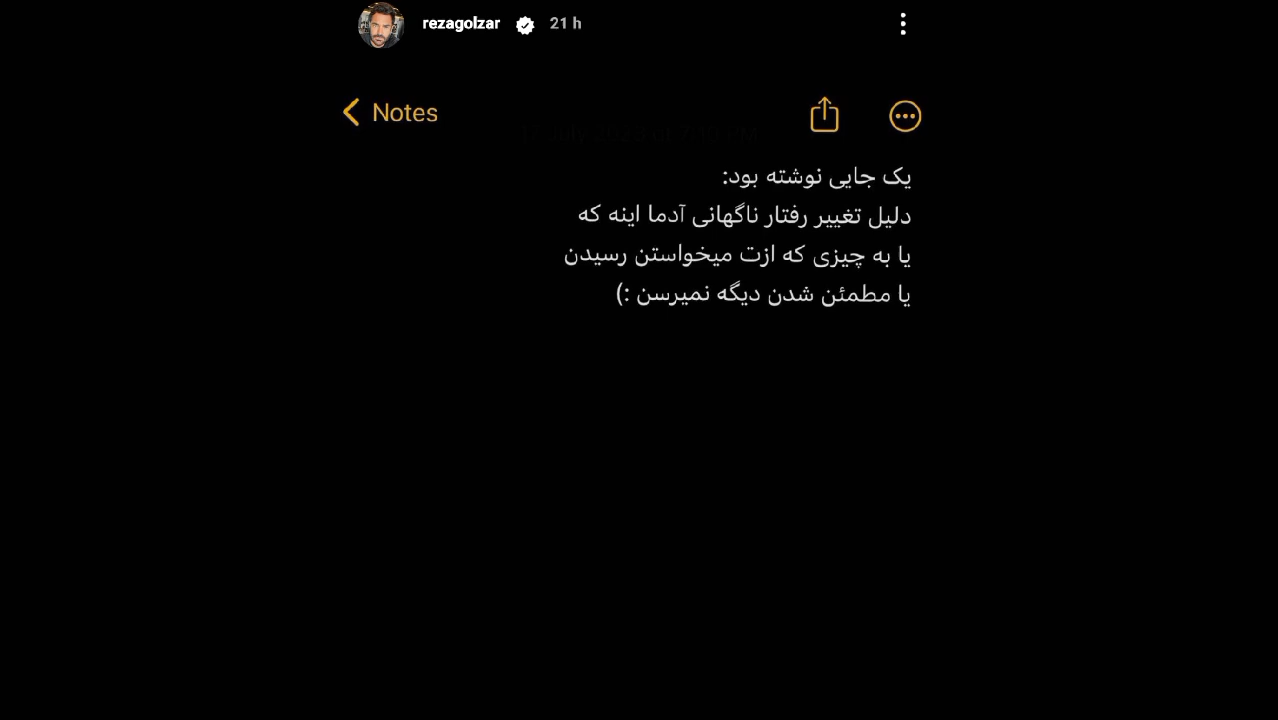 rezagolzar 21 h
Notes
یک جایی نوشته بود:
دلیل تغییر رفتار ناگهانی آدما اینه که
یا به چیزی که ازت میخواستن رسیدن
یا مطمئن شدن دیگه نمیرسن :)